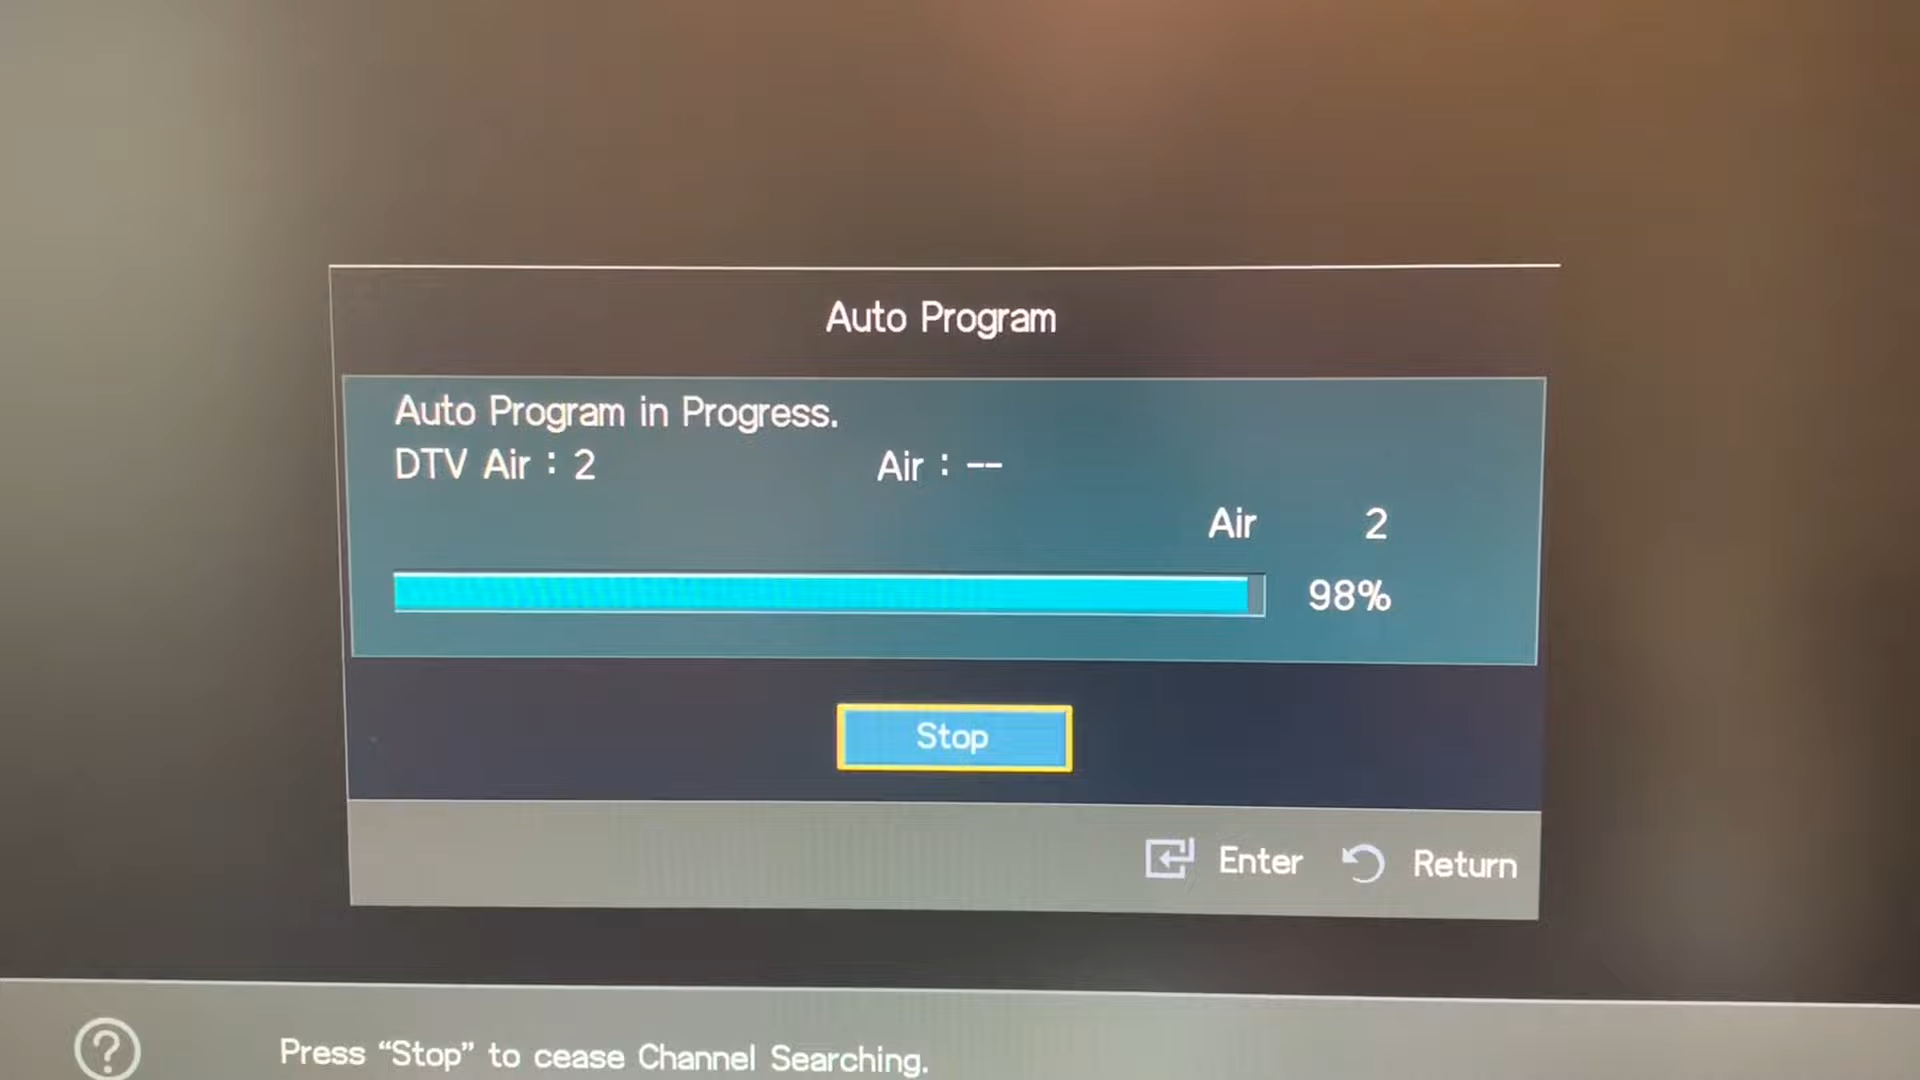 Auto Program
Auto Program in Progress.
DTV Air : 2 Air : --
Air 2
98%
Stop
Enter Return
Press “Stop” to cease Channel Searching.